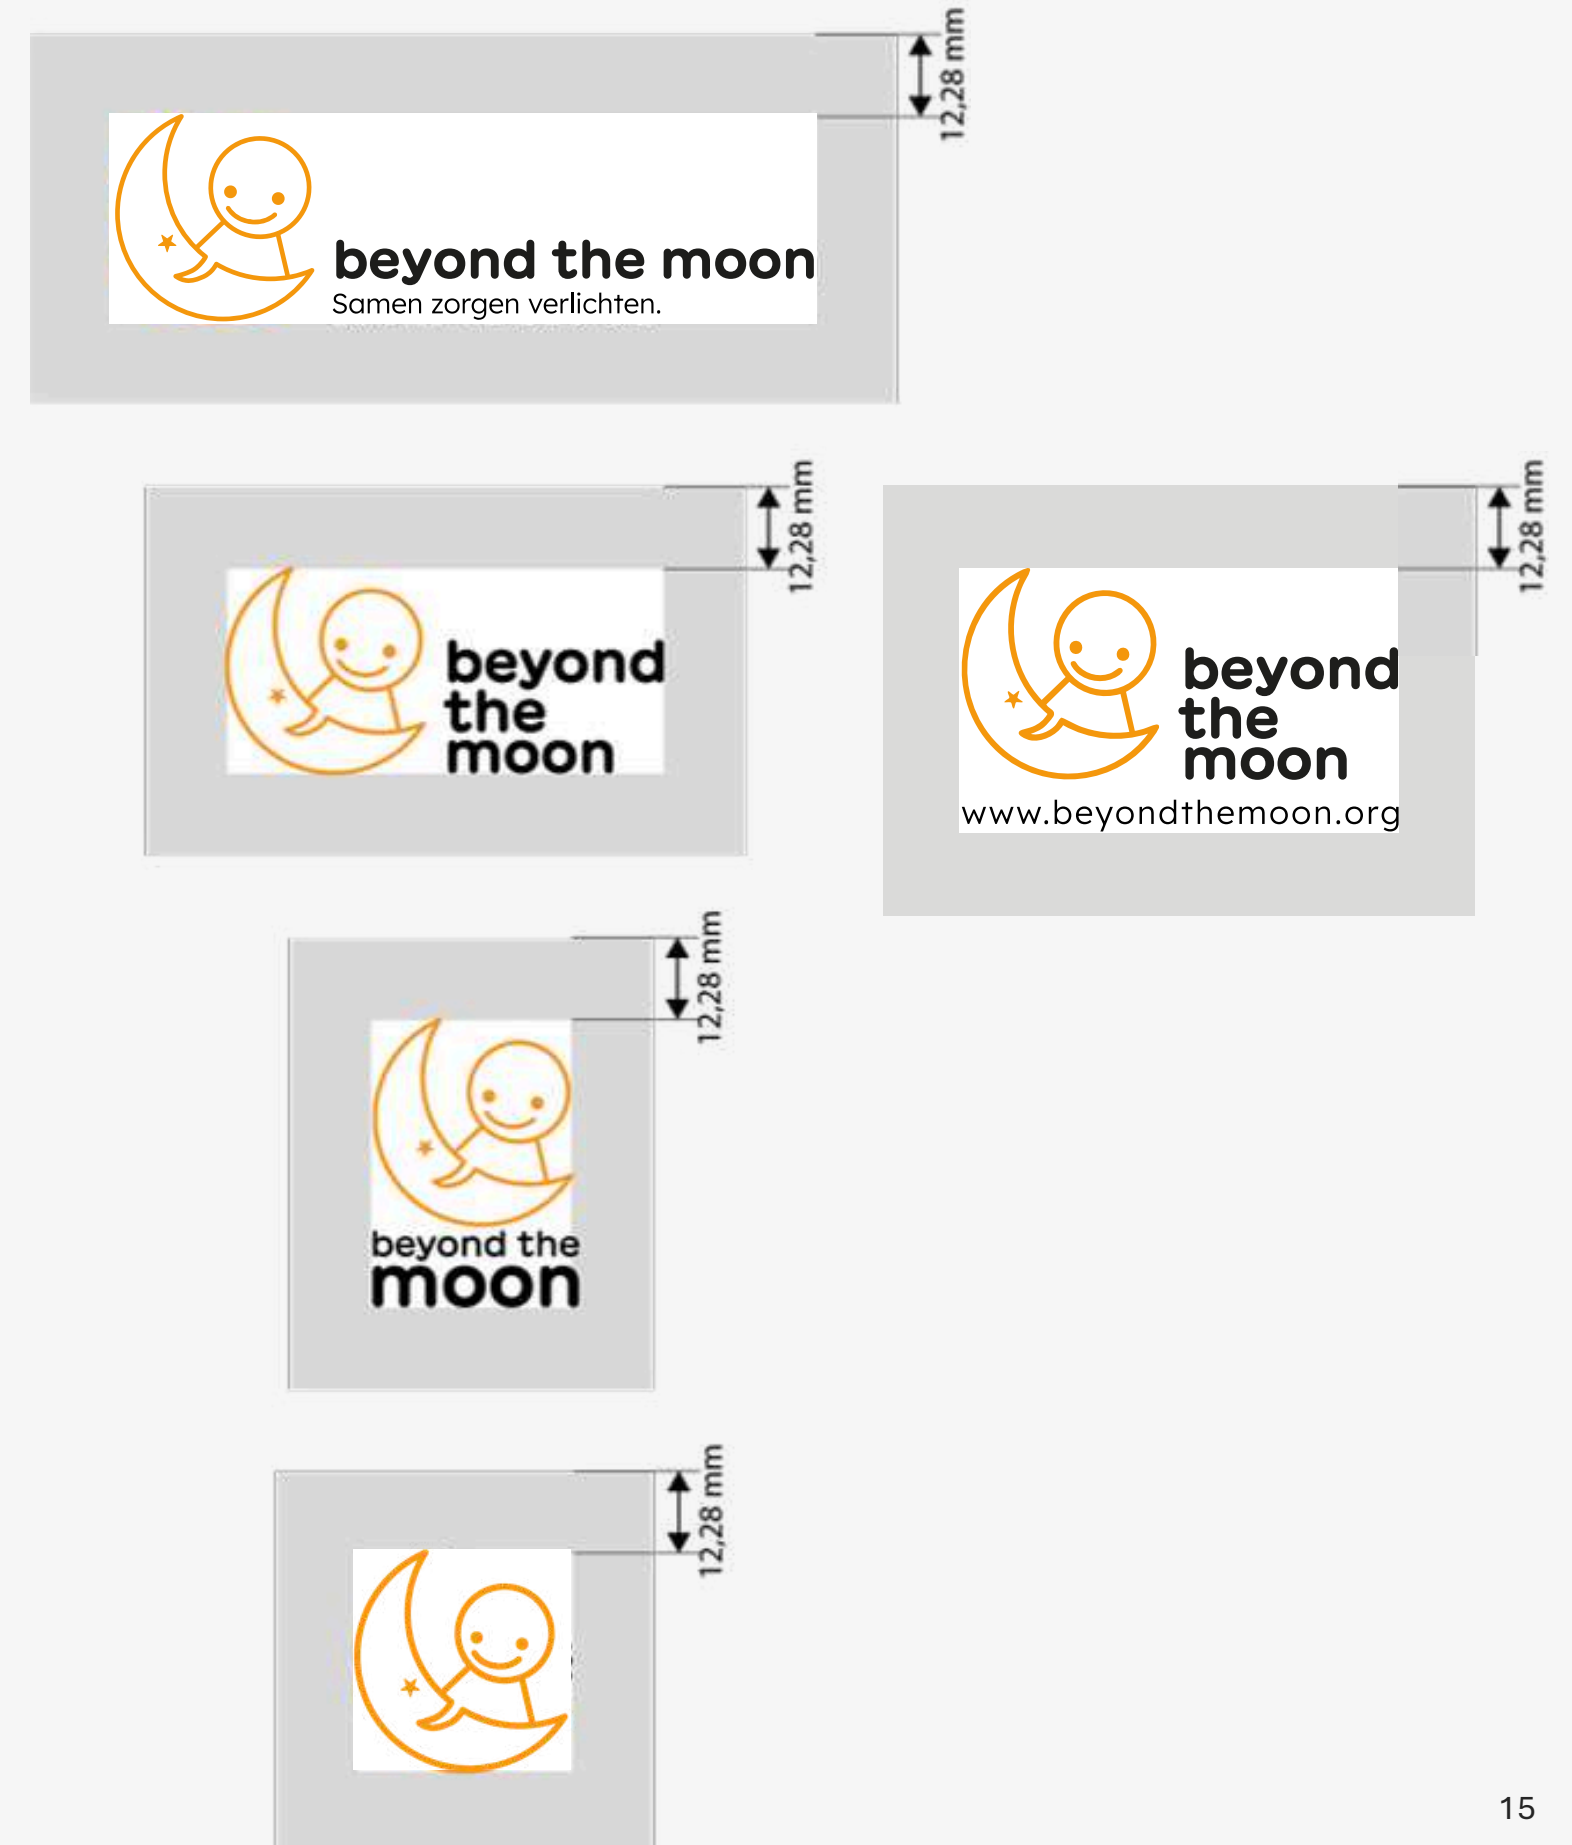 12,28 mm
beyond the moon
Samen zorgen verlichten.
12,28 mm
beyond
the
moon
12,28 mm
beyond
the
moon
www.beyondthemoon.org
12,28 mm
beyond the
moon
12,28 mm
15